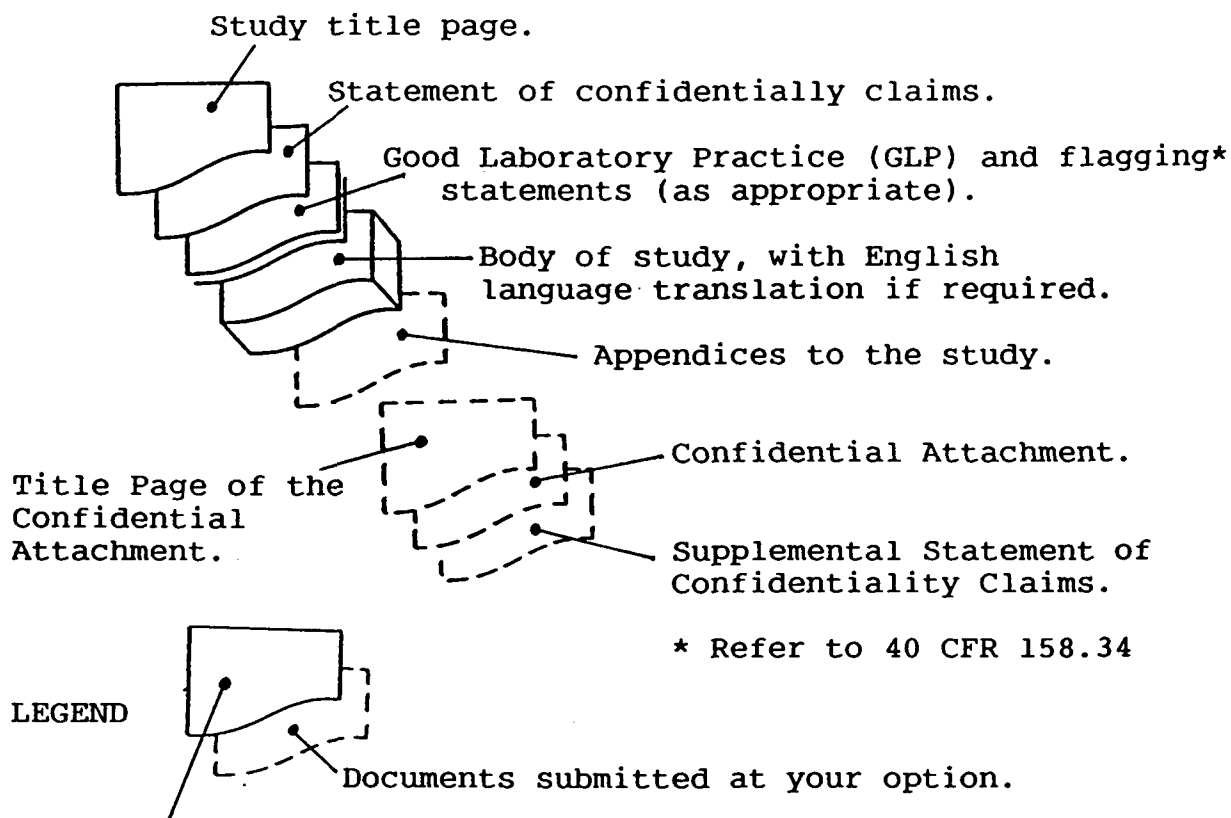 Study title page.
Statement of confidentially claims.
Good Laboratory Practice (GLP) and flagging*
statements (as appropriate).
Body of study, with English
language translation if required.
Appendices to the study.
Title Page of the
Confidential
Attachment.
Confidential Attachment.
Supplemental Statement of
Confidentiality Claims.
* Refer to 40 CFR 158.34
LEGEND
Documents submitted at your option.